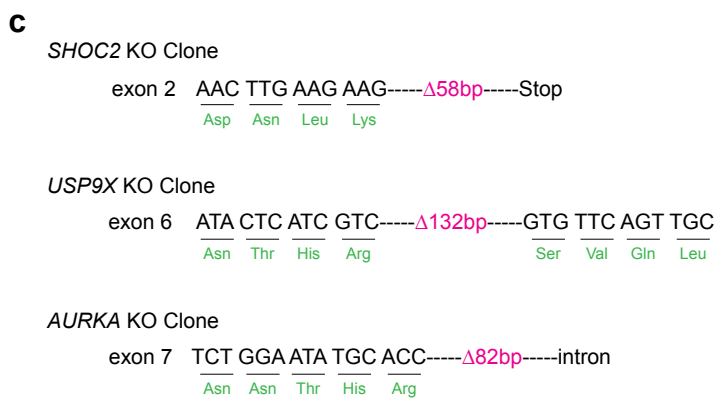 c
SHOC2 KO Clone
exon 2 AAC TTG AAG AAG-----Δ58bp-----Stop
Asp Asn Leu Lys
USP9X KO Clone
exon 6 ATA CTC ATC GTC-----Δ132bp-----GTG TTC AGT TGC
Asn Thr His Arg Ser Val Gln Leu
AURKA KO Clone
exon 7 TCT GGA ATA TGC ACC-----Δ82bp-----intron
Asn Asn Thr His Arg